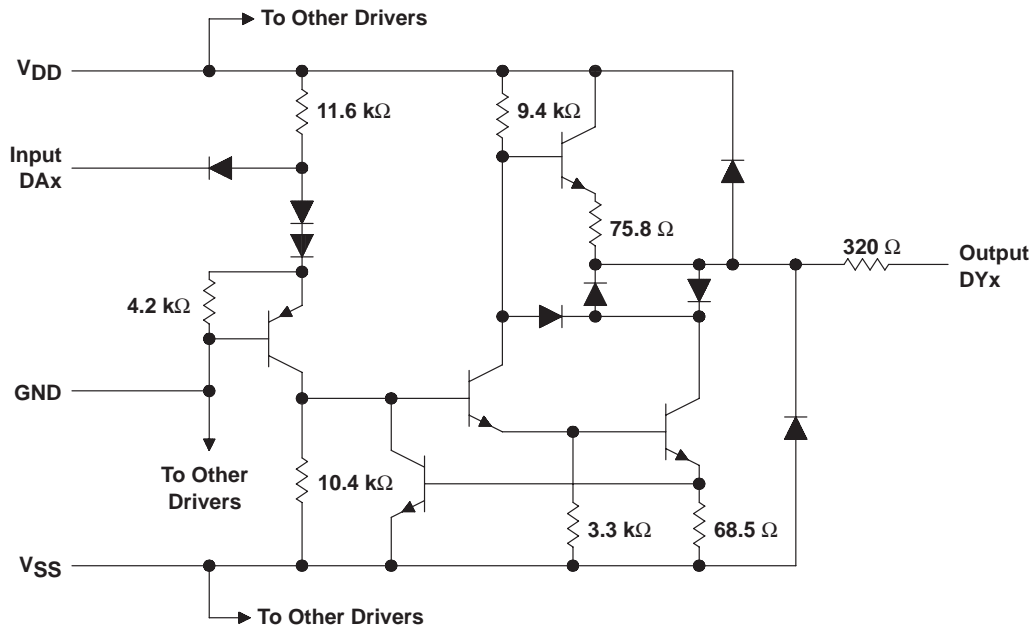 To Other Drivers
VDD
11.6 kΩ
9.4 kΩ
Input
DAx
75.8 Ω
320 Ω
Output
DYx
4.2 kΩ
GND
To Other
Drivers
10.4 kΩ
3.3 kΩ
68.5 Ω
VSS
To Other Drivers